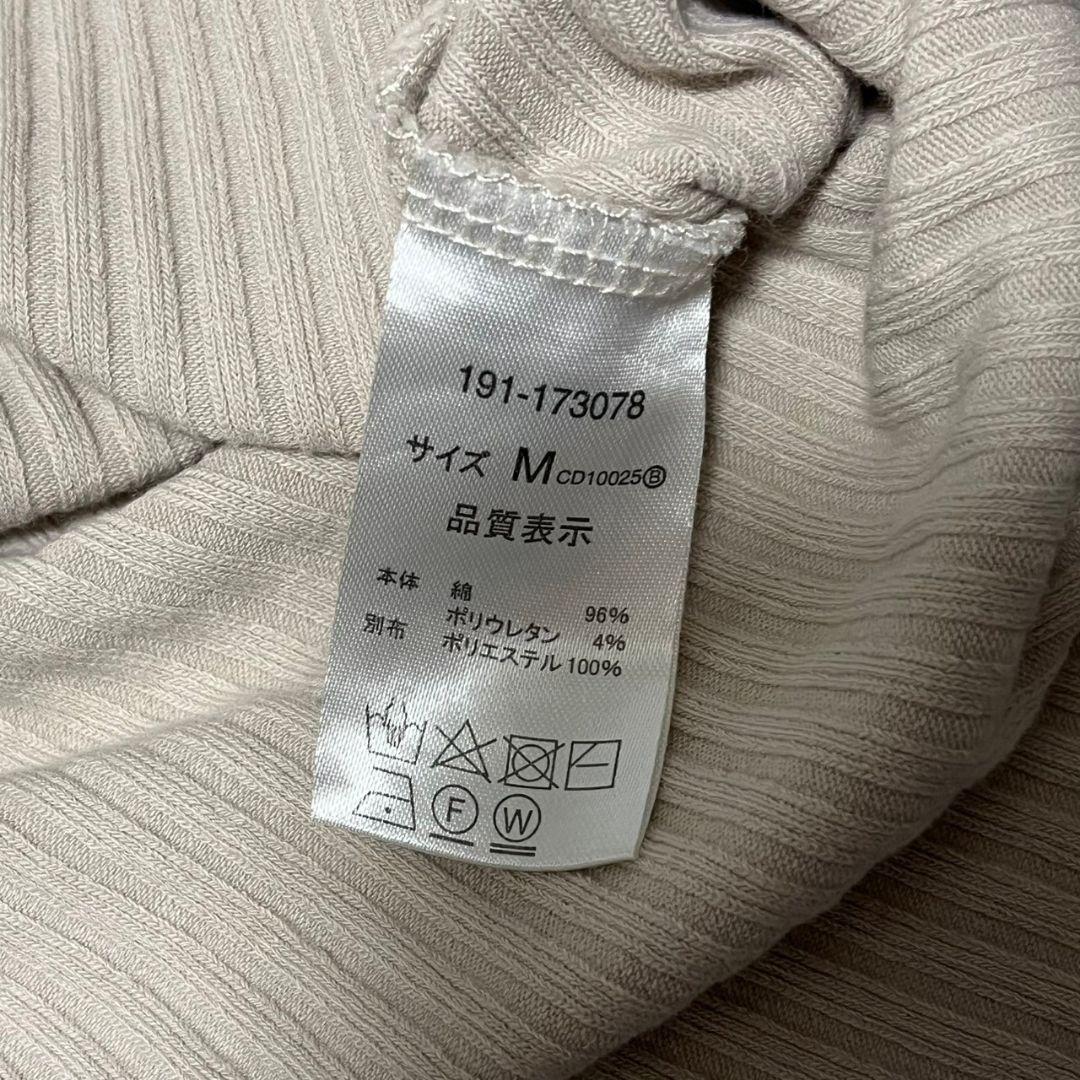 191-173078
サイズ M CD10025Ⓑ
品質表示
本体 綿 96%
ポリウレタン 4%
別布 ポリエステル 100%
F W